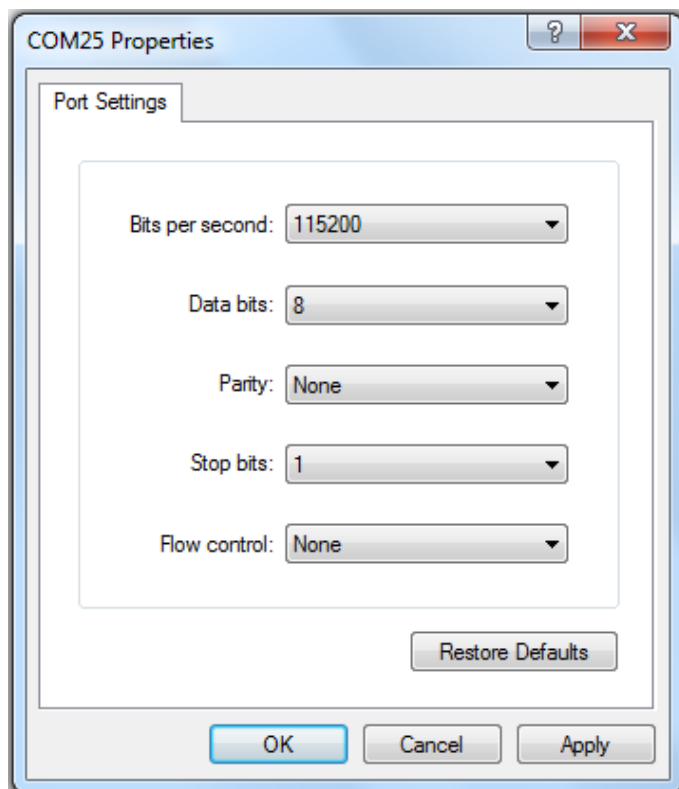 COM25 Properties
Port Settings
Bits per second: 115200
Data bits: 8
Parity: None
Stop bits: 1
Flow control: None
Restore Defaults
OK Cancel Apply